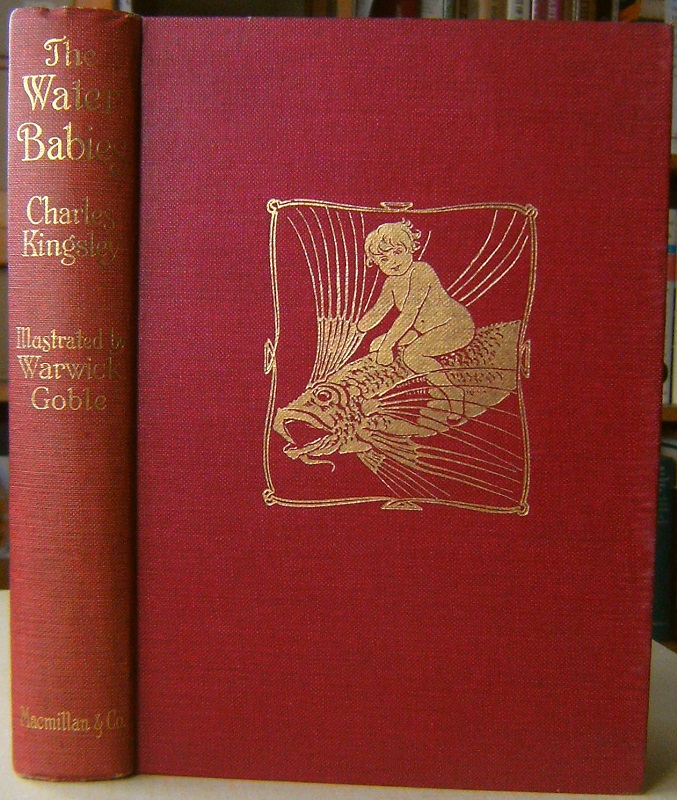 The
Water
Babies
Charles
Kingsley
Illustrated by
Warwick
Goble
Macmillan & Co.